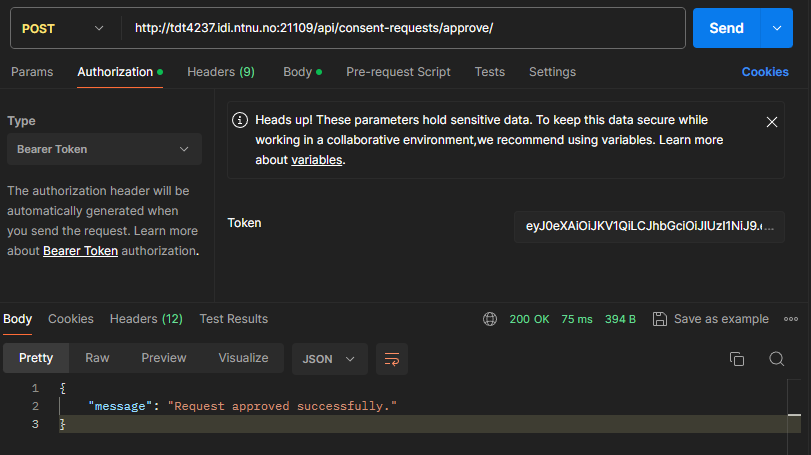 POST
http://tdt4237.idi.ntnu.no:21109/api/consent-requests/approve/
Send
Params
Authorization
Headers (9)
Body
Pre-request Script
Tests
Settings
Cookies
Type
Bearer Token
The authorization header will be
automatically generated when
you send the request. Learn more
about Bearer Token authorization.
Heads up! These parameters hold sensitive data. To keep this data secure while
working in a collaborative environment,we recommend using variables. Learn more
about variables.
Token
eyJ0eXAiOiJKV1QiLCJhbGciOiJIUzI1NiJ9.c...
Body
Cookies
Headers (12)
Test Results
200 OK
75 ms
394 B
Save as example
Pretty
Raw
Preview
Visualize
JSON
1 {
2 "message": "Request approved successfully."
3 }